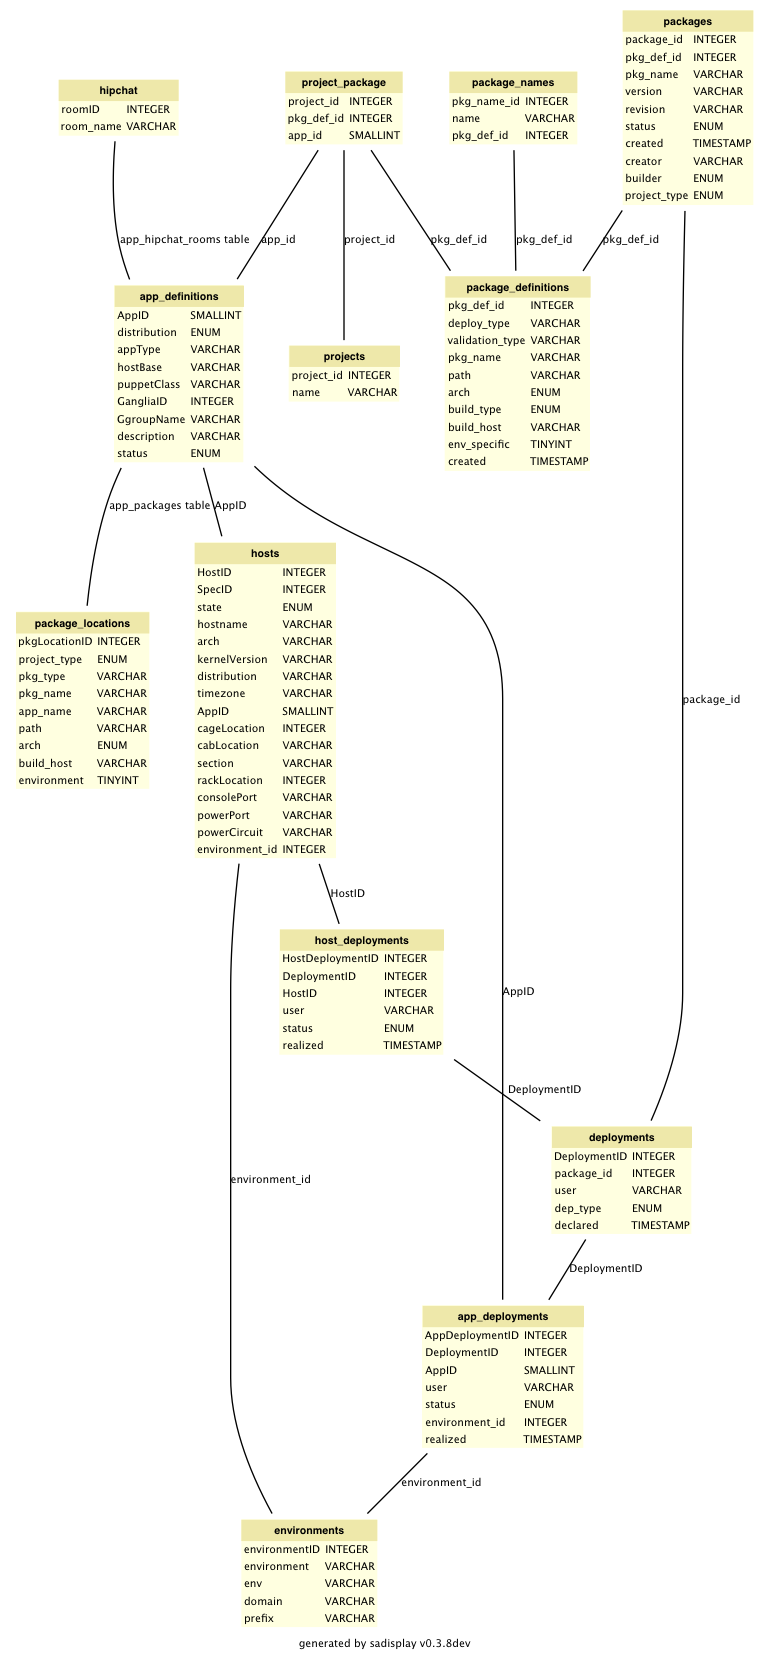 packages
package_id INTEGER
pkg_def_id INTEGER
pkg_name VARCHAR
version VARCHAR
revision VARCHAR
status ENUM
created TIMESTAMP
creator VARCHAR
builder ENUM
project_type ENUM
hipchat
roomID INTEGER
room_name VARCHAR
project_package
project_id INTEGER
pkg_def_id INTEGER
app_id SMALLINT
package_names
pkg_name_id INTEGER
name VARCHAR
pkg_def_id INTEGER
app_hipchat_rooms table
app_id
project_id
pkg_def_id
pkg_def_id
pkg_def_id
app_definitions
AppID SMALLINT
distribution ENUM
appType VARCHAR
hostBase VARCHAR
puppetClass VARCHAR
GangliaID INTEGER
GgroupName VARCHAR
description VARCHAR
status ENUM
projects
project_id INTEGER
name VARCHAR
package_definitions
pkg_def_id INTEGER
deploy_type VARCHAR
validation_type VARCHAR
pkg_name VARCHAR
path VARCHAR
arch ENUM
build_type ENUM
build_host VARCHAR
env_specific TINYINT
created TIMESTAMP
app_packages table
AppID
package_locations
pkgLocationID INTEGER
project_type ENUM
pkg_type VARCHAR
pkg_name VARCHAR
app_name VARCHAR
path VARCHAR
arch ENUM
build_host VARCHAR
environment TINYINT
hosts
HostID INTEGER
SpecID INTEGER
state ENUM
hostname VARCHAR
arch VARCHAR
kernelVersion VARCHAR
distribution VARCHAR
timezone VARCHAR
AppID SMALLINT
cageLocation INTEGER
cabLocation VARCHAR
section VARCHAR
rackLocation INTEGER
consolePort VARCHAR
powerPort VARCHAR
powerCircuit VARCHAR
environment_id INTEGER
package_id
HostID
host_deployments
HostDeploymentID INTEGER
DeploymentID INTEGER
HostID INTEGER
user VARCHAR
status ENUM
realized TIMESTAMP
AppID
DeploymentID
deployments
DeploymentID INTEGER
package_id INTEGER
user VARCHAR
dep_type ENUM
declared TIMESTAMP
environment_id
DeploymentID
app_deployments
AppDeploymentID INTEGER
DeploymentID INTEGER
AppID SMALLINT
user VARCHAR
status ENUM
environment_id INTEGER
realized TIMESTAMP
environment_id
environments
environmentID INTEGER
environment VARCHAR
env VARCHAR
domain VARCHAR
prefix VARCHAR
generated by sadisplay v0.3.8dev